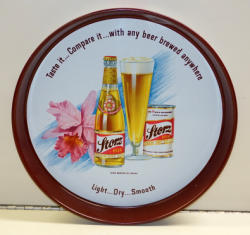 Taste it...Compare it...with any beer brewed anywhere
Storz
Storz
Light...Dry...Smooth